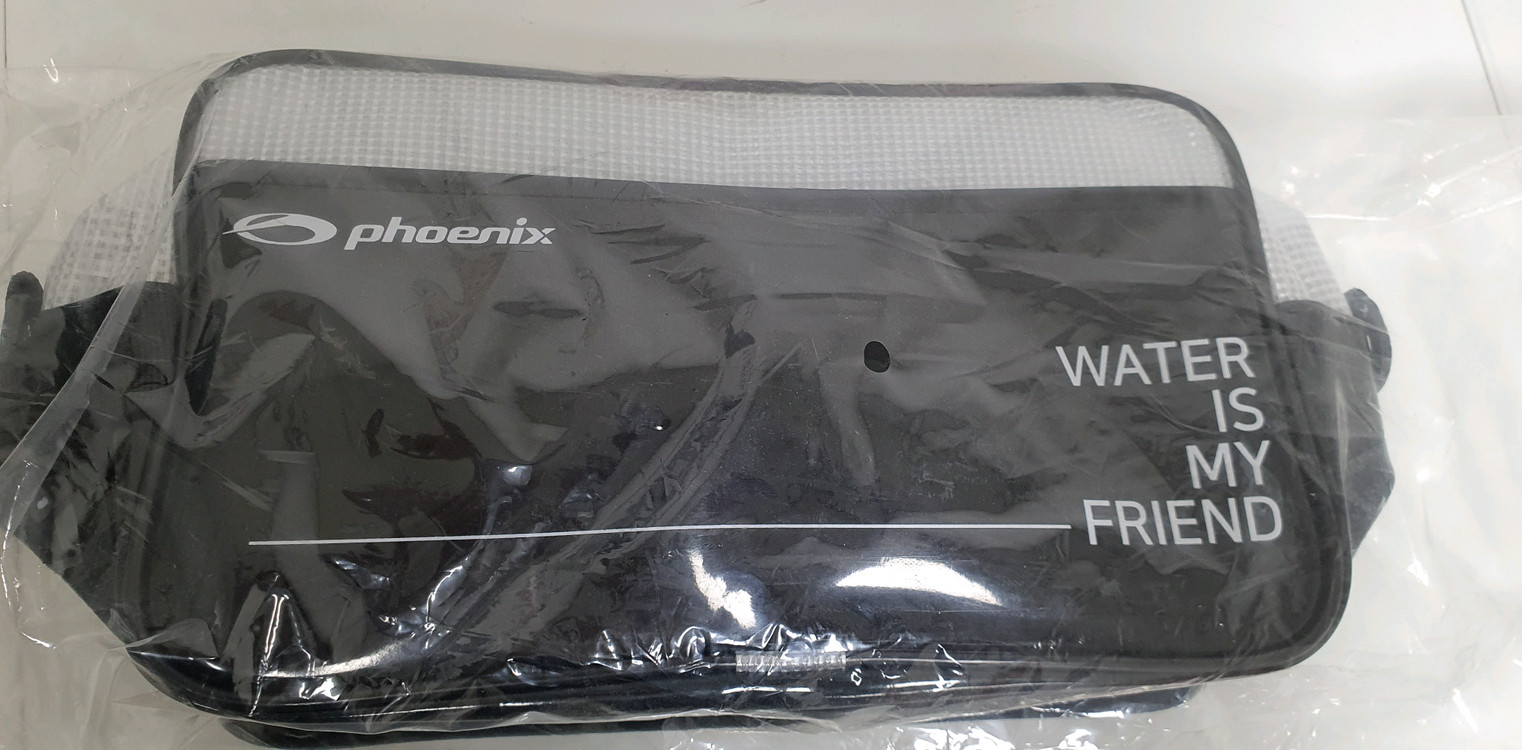 phoenix
WATER
IS
MY
FRIEND